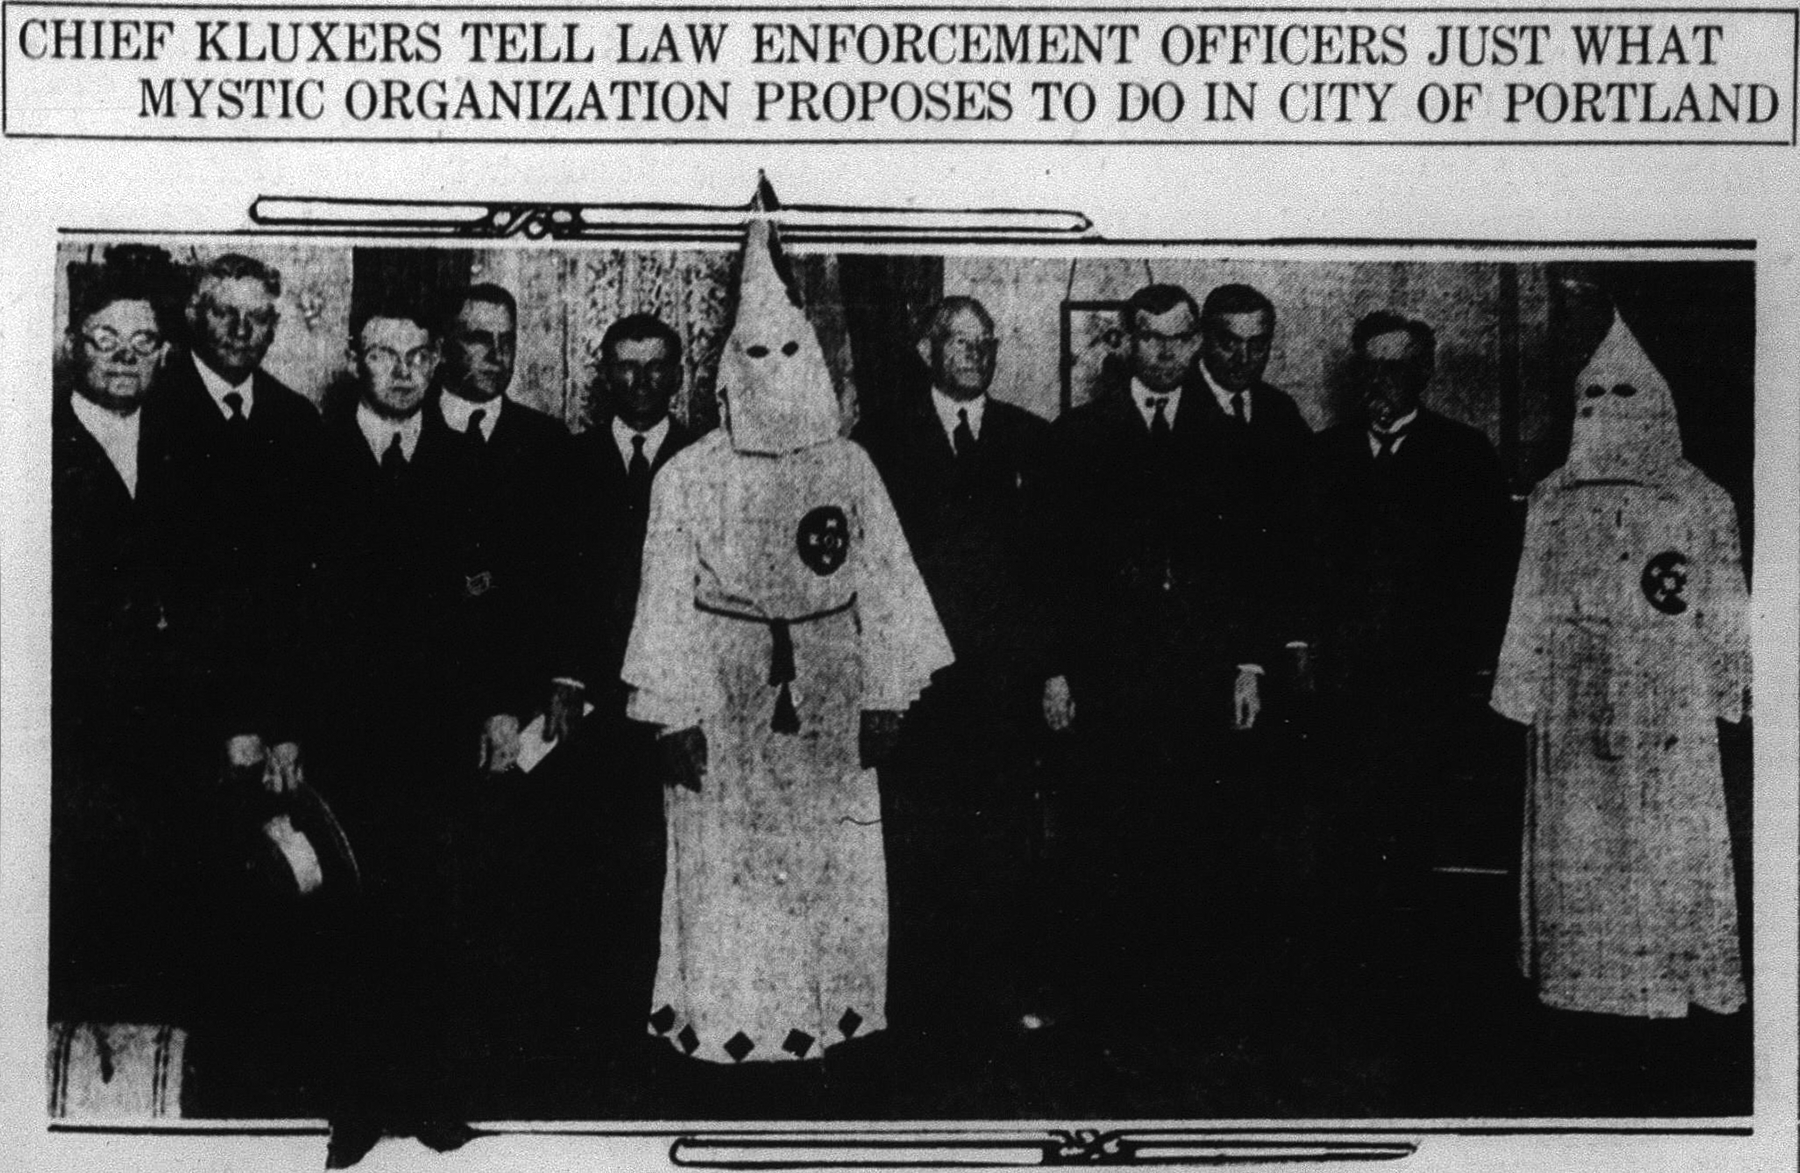 CHIEF KLUXERS TELL LAW ENFORCEMENT OFFICERS JUST WHAT
MYSTIC ORGANIZATION PROPOSES TO DO IN CITY OF PORTLAND